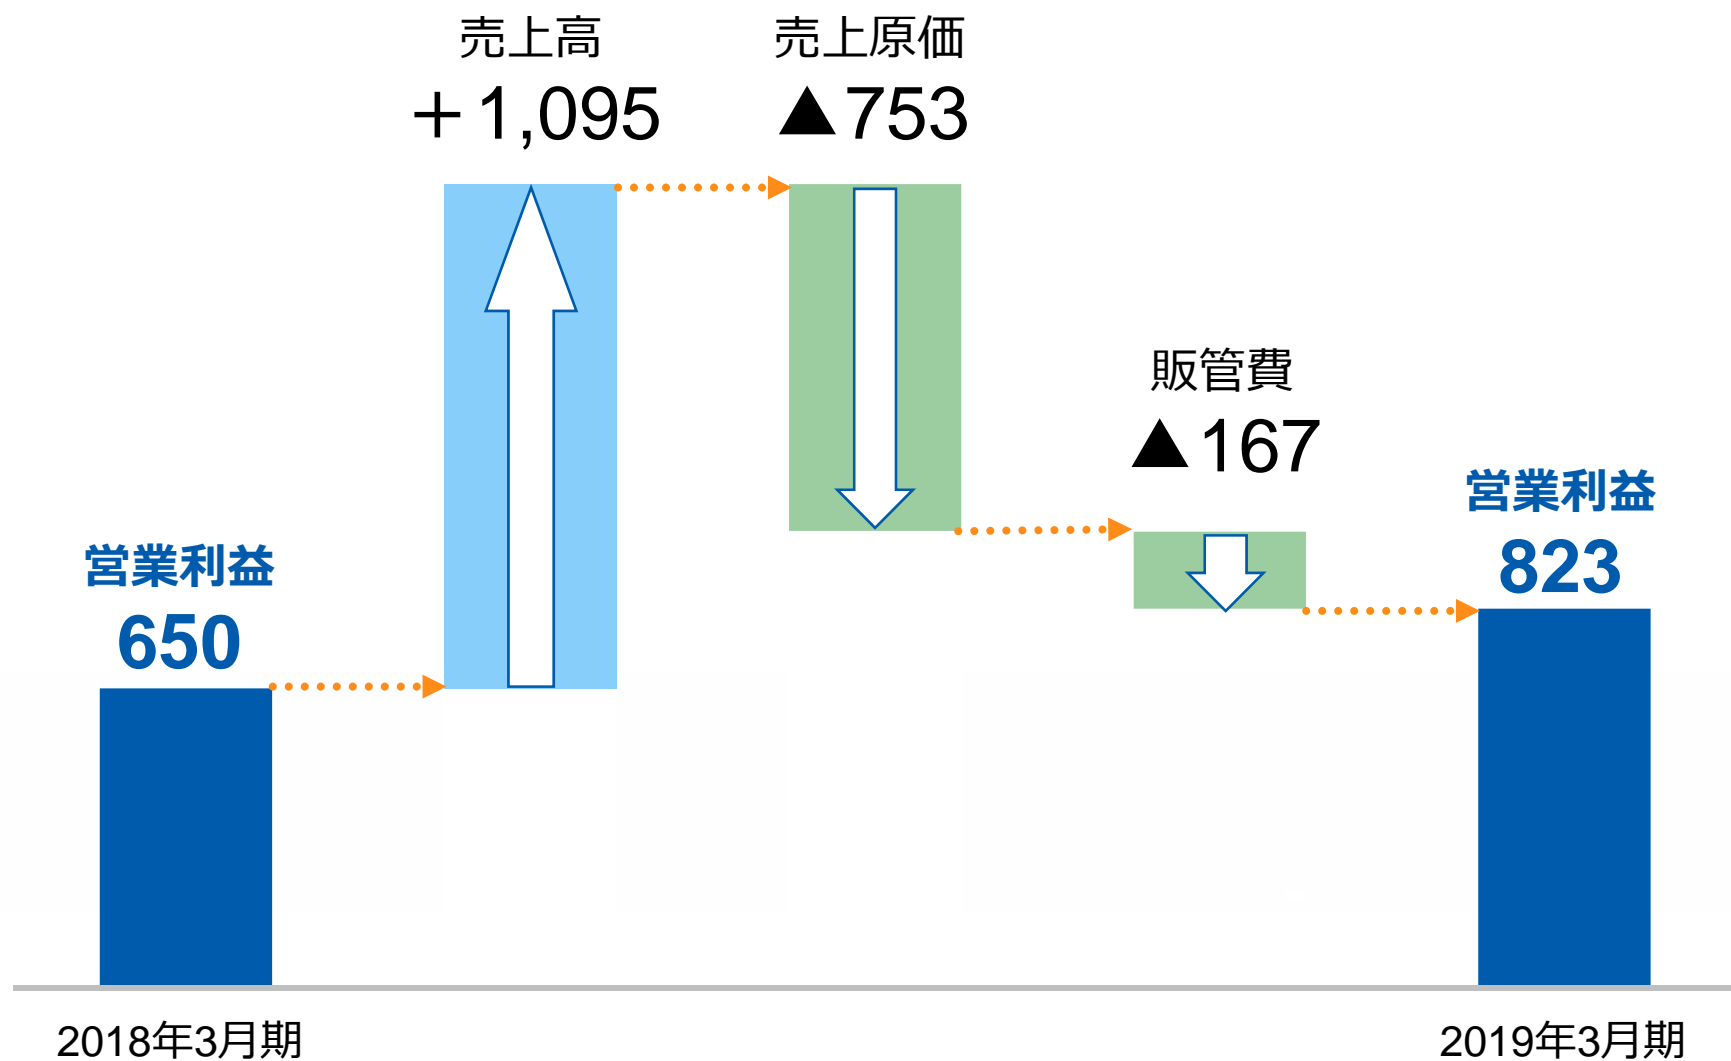 売上高
＋1,095
売上原価
▲753
販管費
▲167
営業利益
650
営業利益
823
2018年3月期
2019年3月期